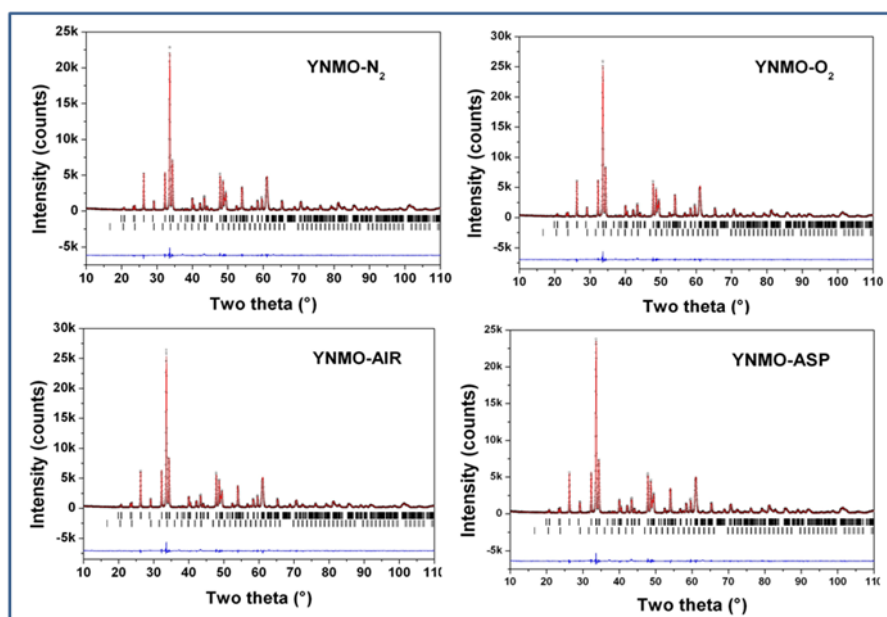 YNMO-N2
Intensity (counts)
25k
20k
15k
10k
5k
0
-5k
10 20 30 40 50 60 70 80 90 100 110
Two theta (°)
YNMO-O2
Intensity (counts)
30k
25k
20k
15k
10k
5k
0
-5k
10 20 30 40 50 60 70 80 90 100 110
Two theta (°)
YNMO-AIR
Intensity (counts)
30k
25k
20k
15k
10k
5k
0
-5k
10 20 30 40 50 60 70 80 90 100 110
Two theta (°)
YNMO-ASP
Intensity (counts)
25k
20k
15k
10k
5k
0
-5k
10 20 30 40 50 60 70 80 90 100 110
Two theta (°)